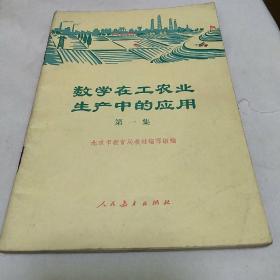 数学在工农业
生产中的应用
第一集
北京市教育局教材编写组编
人民教育出版社